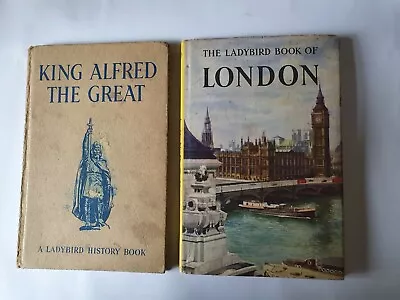 KING ALFRED
THE GREAT
A LADYBIRD HISTORY BOOK
THE LADYBIRD BOOK OF
LONDON